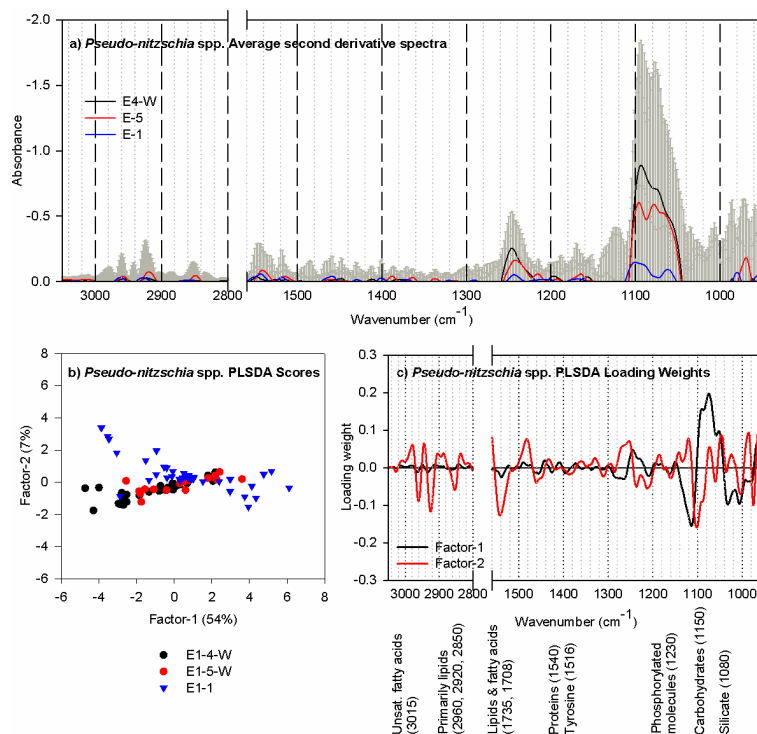 a) Pseudo-nitzschia spp. Average second derivative spectra
-2.0
-1.5
-1.0
-0.5
0.0
Absorbance
E4-W
E-5
E-1
3000 2900 2800 1500 1400 1300 1200 1100 1000
Wavenumber (cm-1)
b) Pseudo-nitzschia spp. PLSDA Scores
8
6
4
2
0
-2
-4
-6
Factor-2 (7%)
-6 -4 -2 0 2 4 6 8
Factor-1 (54%)
E1-4-W
E1-5-W
E1-1
c) Pseudo-nitzschia spp. PLSDA Loading Weights
0.3
0.2
0.1
0.0
-0.1
-0.2
-0.3
Loading weight
Factor-1
Factor-2
3000 2900 2800 1500 1400 1300 1200 1100 1000
Wavenumber (cm-1)
Unsat. fatty acids
(3015)
Primarily lipids
(2960, 2920, 2850)
Lipids & fatty acids
(1735, 1708)
Proteins (1540)
Tyrosine (1516)
Phosphorylated
molecules (1230)
Carbohydrates (1150)
Silicate (1080)